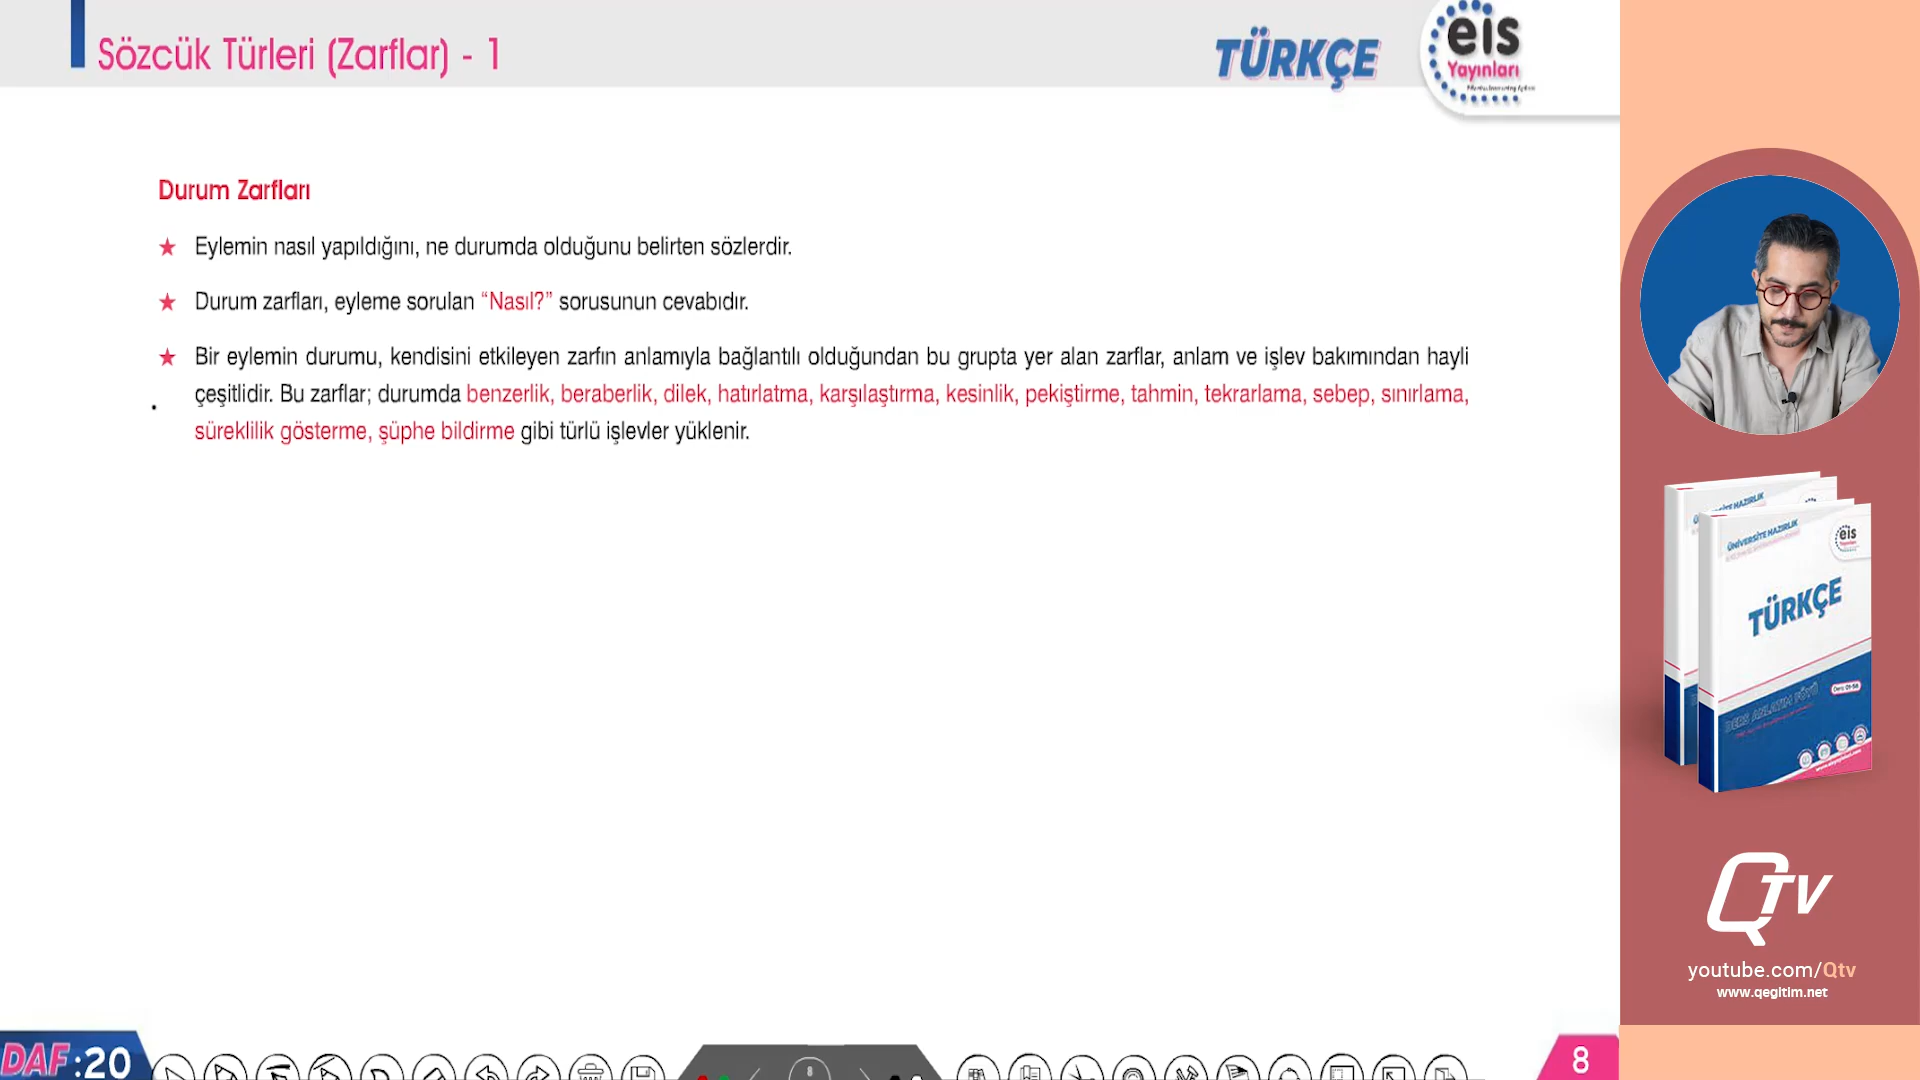 Sözcük Türleri (Zarflar) - 1
TÜRKÇE
eis
Yayınları
Durum Zarfları
★ Eylemin nasıl yapıldığını, ne durumda olduğunu belirten sözlerdir.
★ Durum zarfları, eyleme sorulan “Nasıl?” sorusunun cevabıdır.
★ Bir eylemin durumu, kendisini etkileyen zarfın anlamıyla bağlantılı olduğundan bu grupta yer alan zarflar, anlam ve işlev bakımından hayli
çeşitlidir. Bu zarflar; durumda benzerlik, beraberlik, dilek, hatırlatma, karşılaştırma, kesinlik, pekiştirme, tahmin, tekrarlama, sebep, sınırlama,
süreklilik gösterme, şüphe bildirme gibi türlü işlevler yüklenir.
ÜNİVERSİTE HAZIRLIK
eis
TÜRKÇE
DERS ANLATIM FÖYÜ
QTV
youtube.com/Qtv
www.qegitim.net
DAF:20
8
8